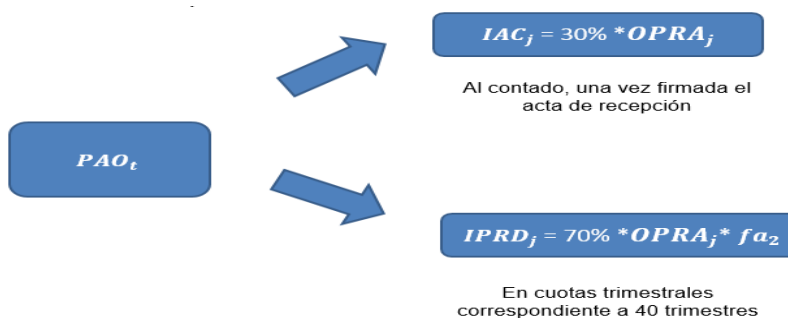 IAC_j = 30% *OPRA_j
Al contado, una vez firmada el
acta de recepción
PAO_t
IPRD_j = 70% *OPRA_j* fa_2
En cuotas trimestrales
correspondiente a 40 trimestres